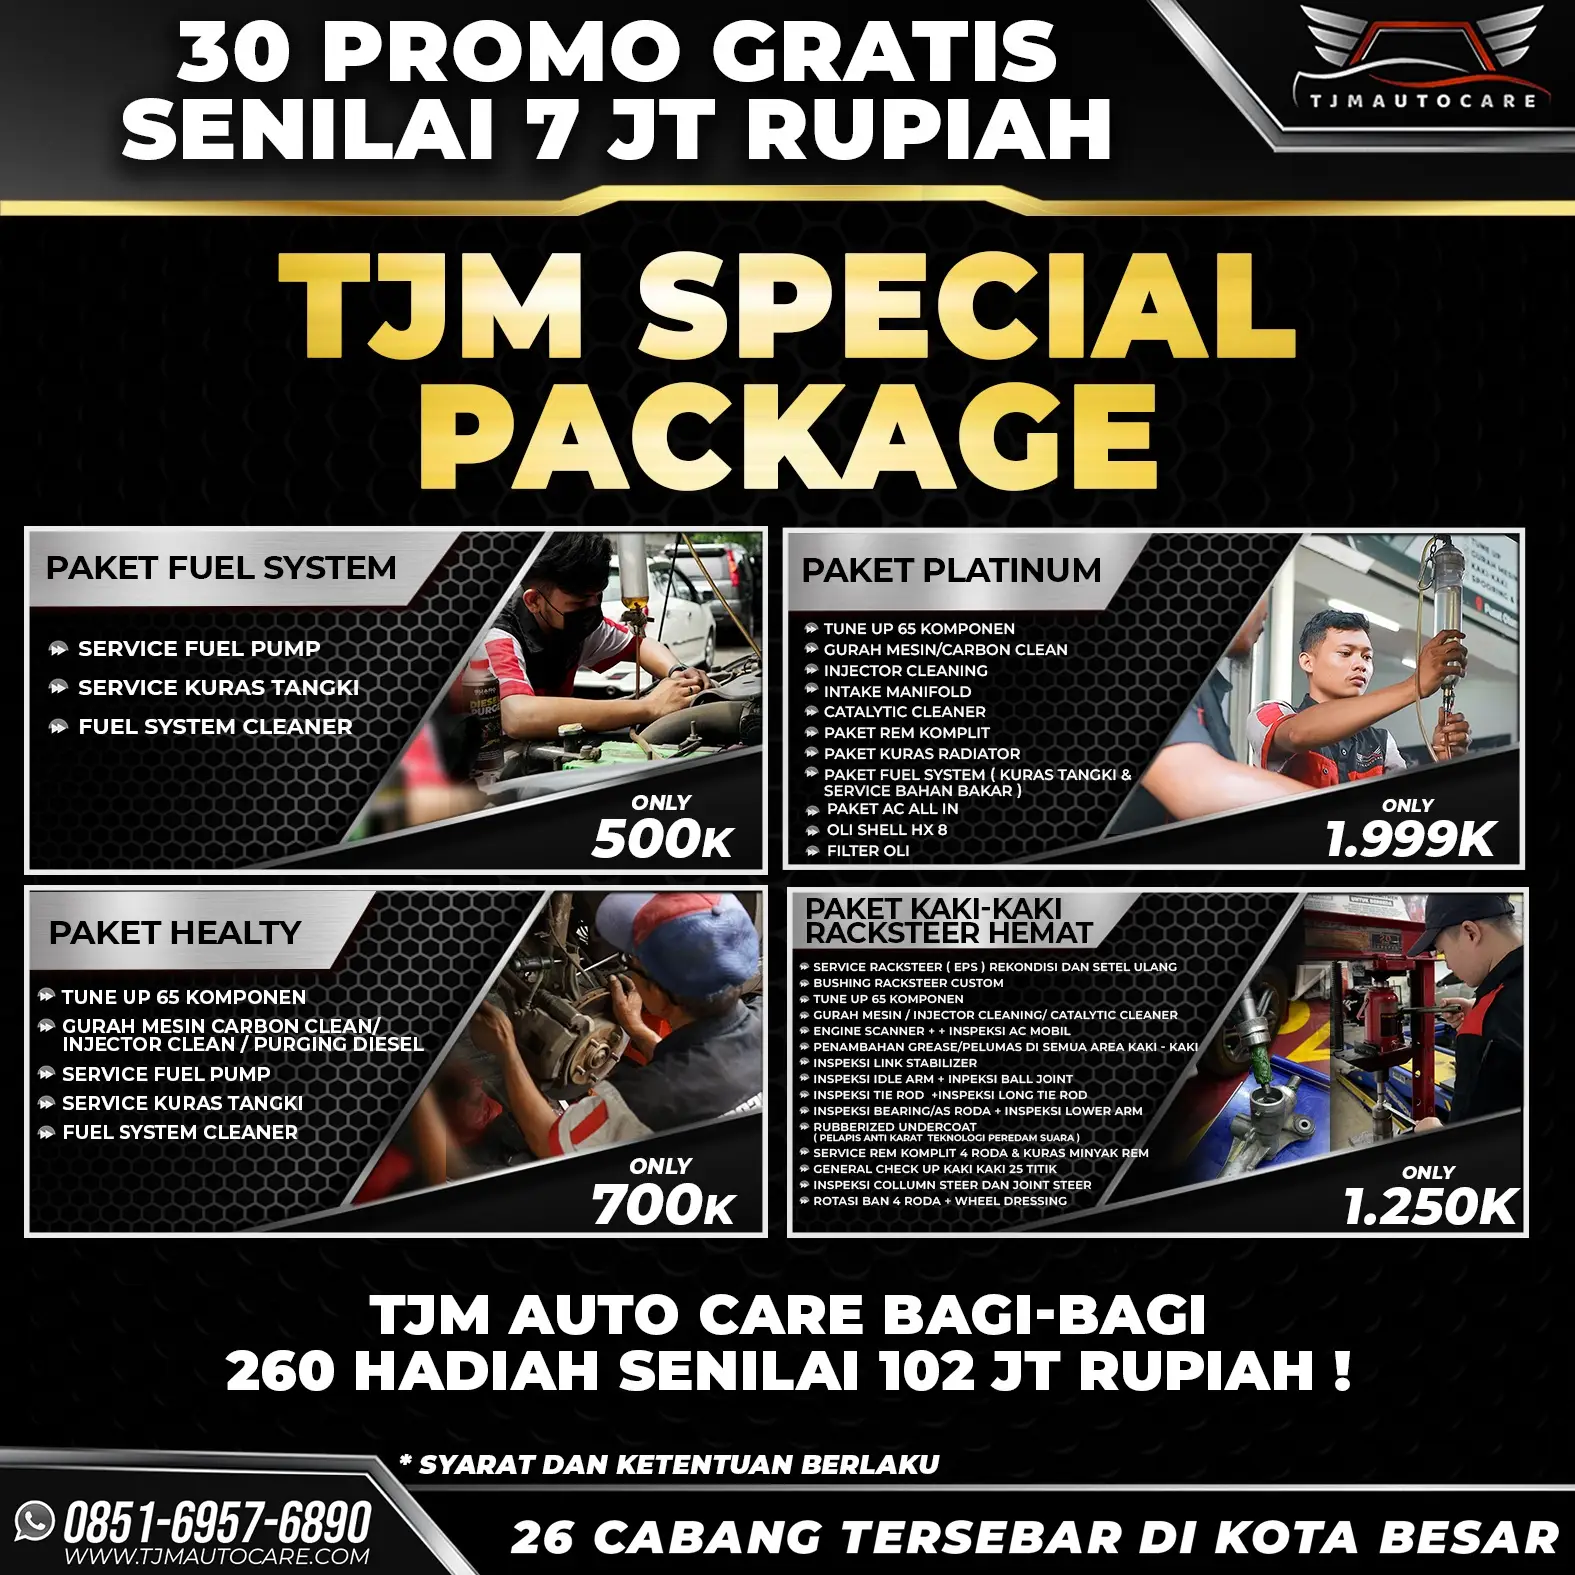 30 PROMO GRATIS
SENILAI 7 JT RUPIAH
TJMAUTOCARE
TJM SPECIAL
PACKAGE
PAKET FUEL SYSTEM
SERVICE FUEL PUMP
SERVICE KURAS TANGKI
FUEL SYSTEM CLEANER
DIESEL
PURGE
ONLY
500K
PAKET PLATINUM
TUNE UP 65 KOMPONEN
GURAH MESIN/CARBON CLEAN
INJECTOR CLEANING
INTAKE MANIFOLD
CATALYTIC CLEANER
PAKET REM KOMPLIT
PAKET KURAS RADIATOR
PAKET FUEL SYSTEM ( KURAS TANGKI &
SERVICE BAHAN BAKAR )
PAKET AC ALL IN
OLI SHELL HX 8
FILTER OLI
TUNE UP
GURAH MESIN
KAKI-KAKI
SPOORING &
ONLY
1.999K
PAKET HEALTY
TUNE UP 65 KOMPONEN
GURAH MESIN CARBON CLEAN/
INJECTOR CLEAN / PURGING DIESEL
SERVICE FUEL PUMP
SERVICE KURAS TANGKI
FUEL SYSTEM CLEANER
ONLY
700K
PAKET KAKI-KAKI
RACKSTEER HEMAT
SERVICE RACKSTEER ( EPS ) REKONDISI DAN SETEL ULANG
BUSHING RACKSTEER CUSTOM
TUNE UP 65 KOMPONEN
GURAH MESIN / INJECTOR CLEANING/ CATALYTIC CLEANER
ENGINE SCANNER + + INSPEKSI AC MOBIL
PENAMBAHAN GREASE/PELUMAS DI SEMUA AREA KAKI - KAKI
INSPEKSI LINK STABILIZER
INSPEKSI IDLE ARM + INPEKSI BALL JOINT
INSPEKSI TIE ROD +INSPEKSI LONG TIE ROD
INSPEKSI BEARING/AS RODA + INSPEKSI LOWER ARM
RUBBERIZED UNDERCOAT
( PELAPIS ANTI KARAT TEKNOLOGI PEREDAM SUARA )
SERVICE REM KOMPLIT 4 RODA & KURAS MINYAK REM
GENERAL CHECK UP KAKI KAKI 25 TITIK
INSPEKSI COLLUMN STEER DAN JOINT STEER
ROTASI BAN 4 RODA + WHEEL DRESSING
ONLY
1.250K
TJM AUTO CARE BAGI-BAGI
260 HADIAH SENILAI 102 JT RUPIAH !
* SYARAT DAN KETENTUAN BERLAKU
0851-6957-6890
WWW.TJMAUTOCARE.COM
26 CABANG TERSEBAR DI KOTA BESAR